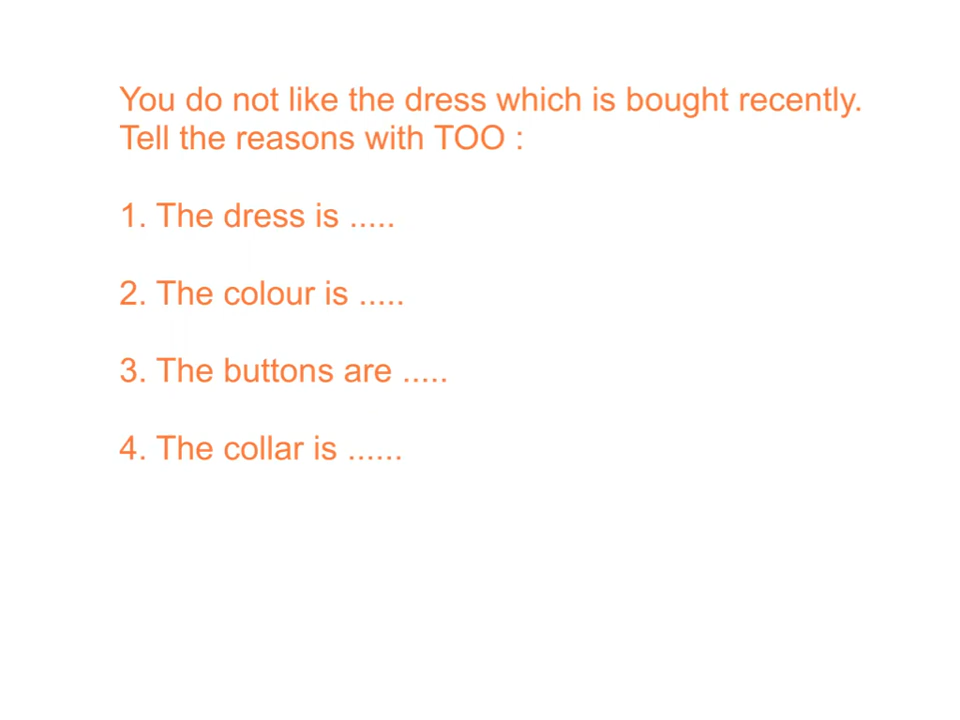 You do not like the dress which is bought recently.
Tell the reasons with TOO :
1. The dress is .....
2. The colour is .....
3. The buttons are .....
4. The collar is ......